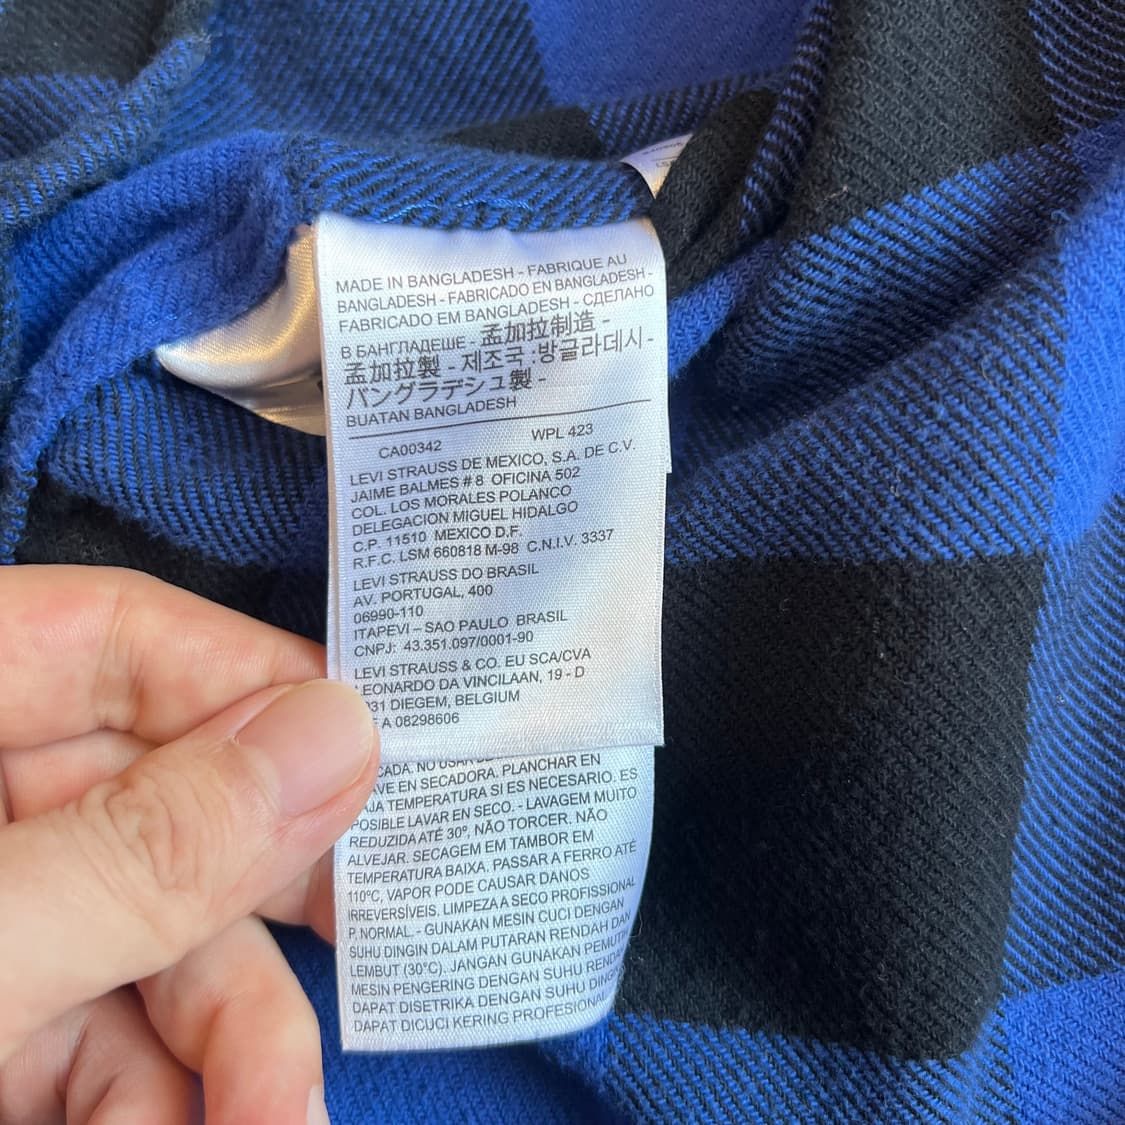 MADE IN BANGLADESH - FABRIQUE AU
BANGLADESH - FABRICADO EN BANGLADESH -
FABRICADO EM BANGLADESH - СДЕЛАНО
В БАНГЛАДЕШЕ - 孟加拉制造 -
孟加拉製 - 제조국 :방글라데시 -
バングラデシュ製 -
BUATAN BANGLADESH
CA00342 WPL 423
LEVI STRAUSS DE MEXICO, S.A. DE C.V.
JAIME BALMES # 8 OFICINA 502
COL. LOS MORALES POLANCO
DELEGACION MIGUEL HIDALGO
C.P. 11510 MEXICO D.F.
R.F.C. LSM 660818 M-98 C.N.I.V. 3337
LEVI STRAUSS DO BRASIL
AV. PORTUGAL, 400
06990-110
ITAPEVI – SAO PAULO BRASIL
CNPJ: 43.351.097/0001-90
LEVI STRAUSS & CO. EU SCA/CVA
LEONARDO DA VINCILAAN, 19 - D
DIEGEM, BELGIUM
A 08298606
NO USAR
EN SECADORA. PLANCHAR EN
TEMPERATURA SI ES NECESARIO. ES
POSIBLE LAVAR EN SECO. - LAVAGEM MUITO
REDUZIDA ATÉ 30º, NÃO TORCER. NÃO
ALVEJAR. SECAGEM EM TAMBOR EM
TEMPERATURA BAIXA. PASSAR A FERRO ATÉ
110ºC, VAPOR PODE CAUSAR DANOS
IRREVERSÍVEIS. LIMPEZA A SECO PROFISSIONAL
P. NORMAL. - GUNAKAN MESIN CUCI DENGAN
SUHU DINGIN DALAM PUTARAN RENDAH DAN
LEMBUT (30°C). JANGAN GUNAKAN
MESIN PENGERING DENGAN SUHU
DAPAT DISETRIKA DENGAN SUHU
DAPAT DICUCI KERING